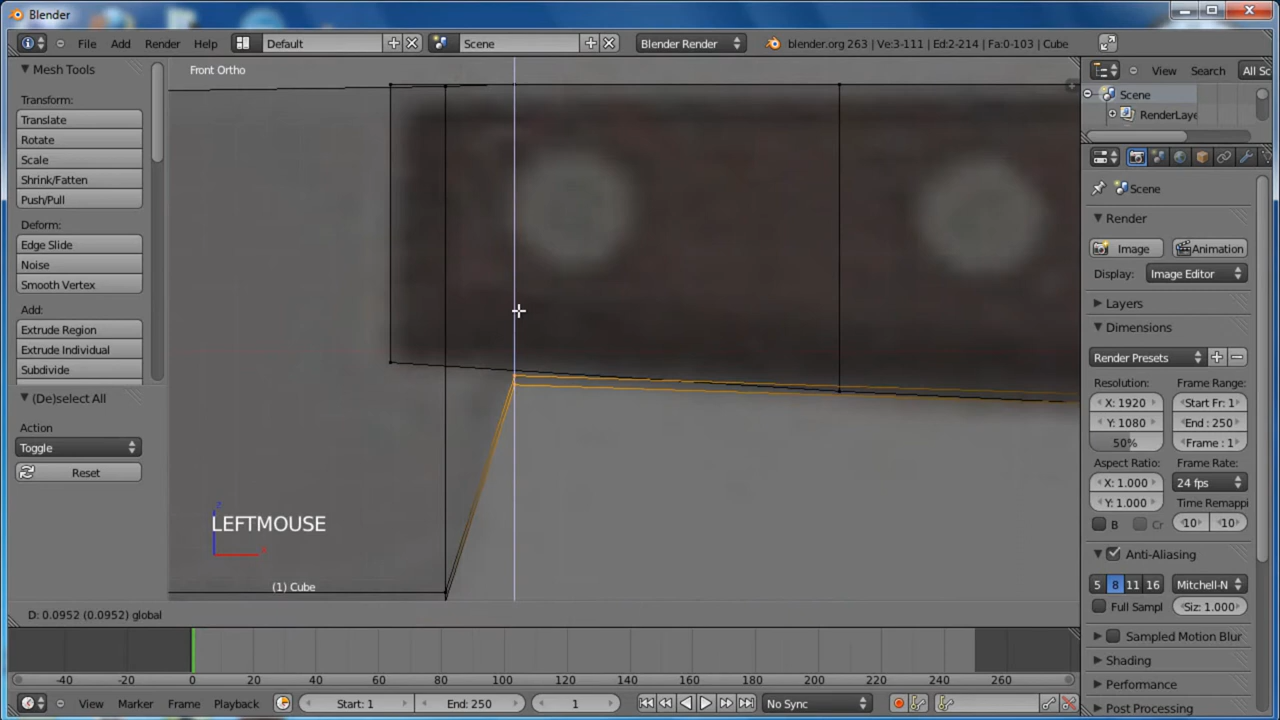 Blender
File Add Render Help Default Scene Blender Render blender.org 263 | Ve:3-111 | Ed:2-214 | Fa:0-103 | Cube
Mesh Tools
Transform:
Translate
Rotate
Scale
Shrink/Fatten
Push/Pull
Deform:
Edge Slide
Noise
Smooth Vertex
Add:
Extrude Region
Extrude Individual
Subdivide
(De)select All
Action
Toggle
Reset
Front Ortho
LEFTMOUSE
(1) Cube
D: 0.0952 (0.0952) global
View Search All Sc
Scene
RenderLaye
Scene
Render
Image Animation
Display: Image Editor
Layers
Dimensions
Render Presets
Resolution: Frame Range:
X: 1920 Start Fr: 1
Y: 1080 End : 250
50% Frame : 1
Aspect Ratio: Frame Rate:
X: 1.000 24 fps
Y: 1.000 Time Remappi
B Cr 10 10
Anti-Aliasing
5 8 11 16 Mitchell-N
Full Sampl Siz: 1.000
Sampled Motion Blur
Shading
Performance
Post Processing
-40 -20 0 20 40 60 80 100 120 140 160 180 200 220 240 260
View Marker Frame Playback Start: 1 End: 250 1 No Sync